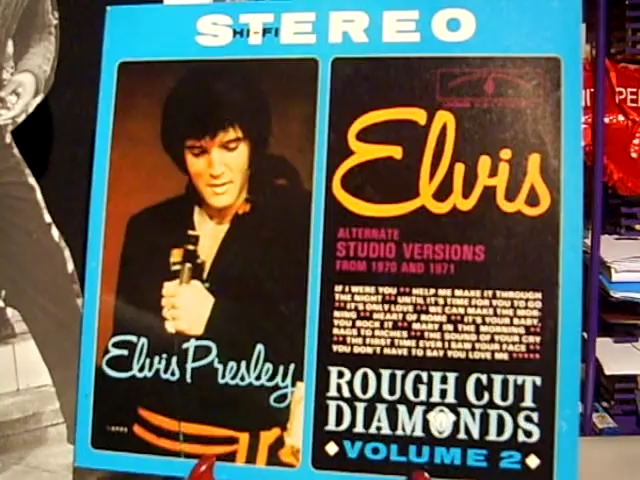 STEREO
HI-FI
Elvis
ALTERNATE
STUDIO VERSIONS
FROM 1970 AND 1971
IF I WERE YOU ** HELP ME MAKE IT THROUGH
THE NIGHT ** UNTIL IT'S TIME FOR YOU TO GO
** IT'S ONLY LOVE ** WE CAN MAKE THE MOR-
NING ** HEART OF ROME ** IT'S YOUR BABY,
YOU ROCK IT ** MARY IN THE MORNING **
RAGS TO RICHES ** THE SOUND OF YOUR CRY
** THE FIRST TIME EVER I SAW YOUR FACE **
YOU DON'T HAVE TO SAY YOU LOVE ME *****
Elvis Presley
ROUGH CUT
DIAMONDS
VOLUME 2